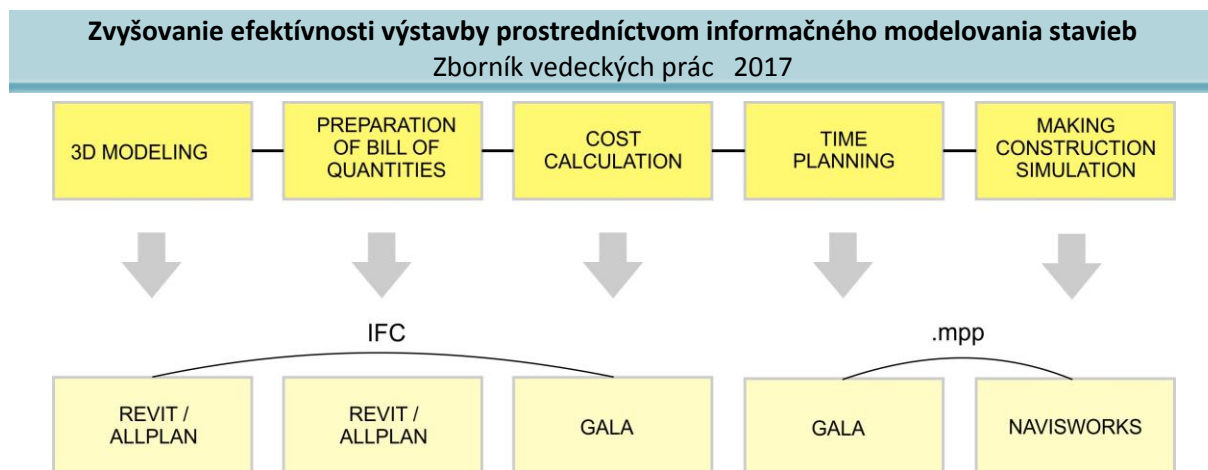 Zvyšovanie efektívnosti výstavby prostredníctvom informačného modelovania stavieb
Zborník vedeckých prác 2017
3D MODELING
PREPARATION
OF BILL OF
QUANTITIES
COST
CALCULATION
TIME
PLANNING
MAKING
CONSTRUCTION
SIMULATION
IFC
.mpp
REVIT /
ALLPLAN
REVIT /
ALLPLAN
GALA
GALA
NAVISWORKS